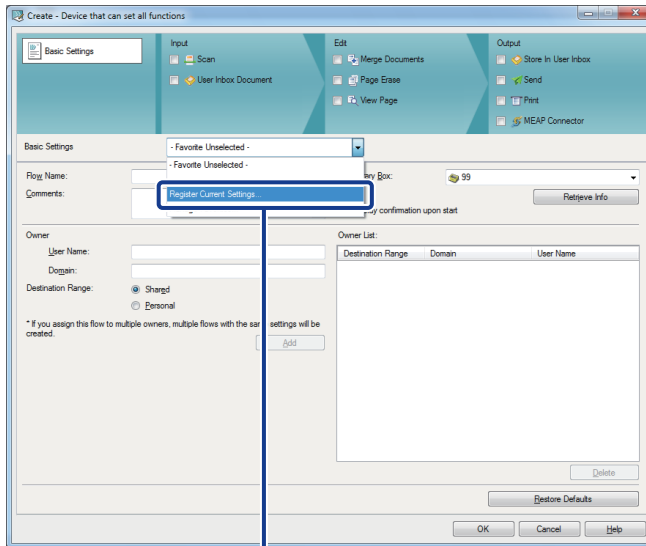 Create - Device that can set all functions
Basic Settings
Input
Scan
User Inbox Document
Edit
Merge Documents
Page Erase
View Page
Output
Store In User Inbox
Send
Print
MEAP Connector
Basic Settings
- Favorite Unselected -
- Favorite Unselected -
Register Current Settings...
Flow Name:
Box:
99
Comments:
Retrieve Info
confirmation upon start
Owner
User Name:
Domain:
Destination Range:
Shared
Personal
* If you assign this flow to multiple owners, multiple flows with the same settings will be
created.
Add
Owner List:
Destination Range Domain User Name
Delete
Restore Defaults
OK Cancel Help